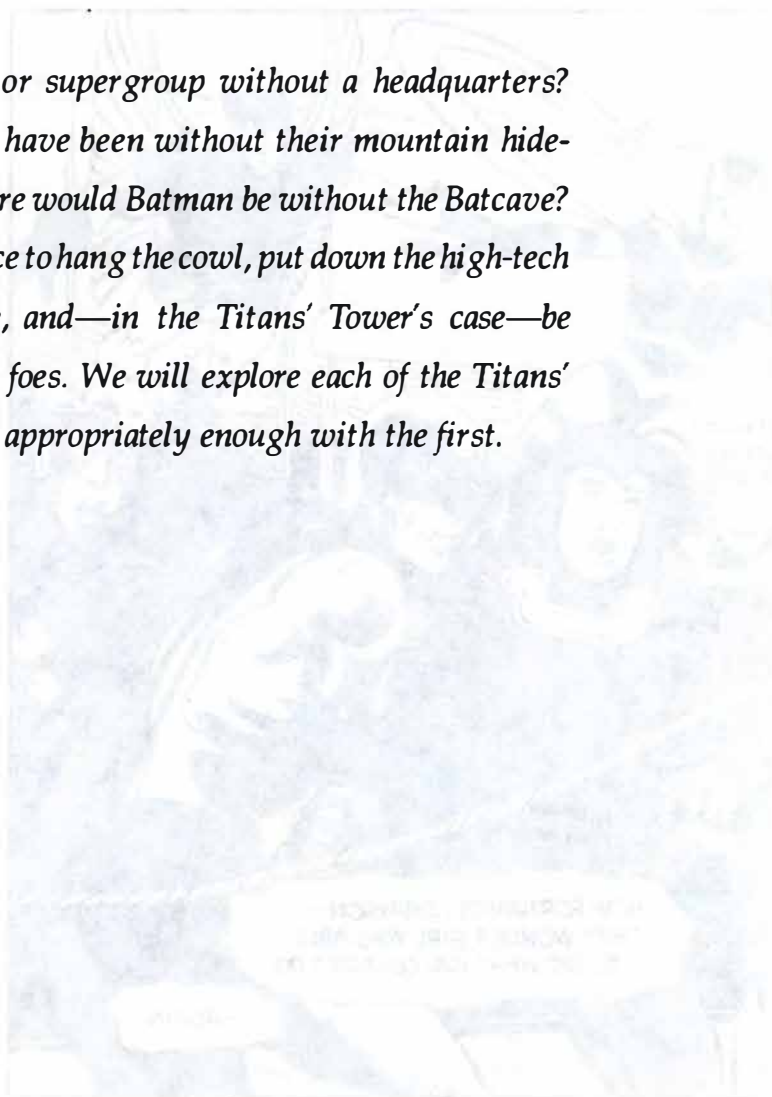 or supergroup without a headquarters?
have been without their mountain hide-
re would Batman be without the Batcave?
ce to hang the cowl, put down the high-tech
, and—in the Titans' Tower's case—be
foes. We will explore each of the Titans'
appropriately enough with the first.